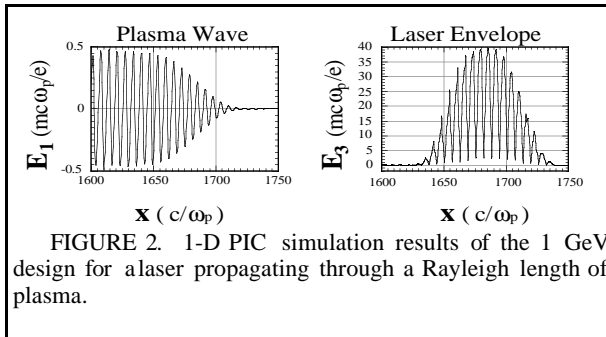 Plasma Wave
E1 (mcωp/e)
0.5
0
-0.5
1600 1650 1700 1750
x ( c/ωp )
Laser Envelope
E3 (mcωp/e)
40
35
30
25
20
15
10
5
0
1600 1650 1700 1750
x ( c/ωp )
FIGURE 2. 1-D PIC simulation results of the 1 GeV
design for a laser propagating through a Rayleigh length of
plasma.